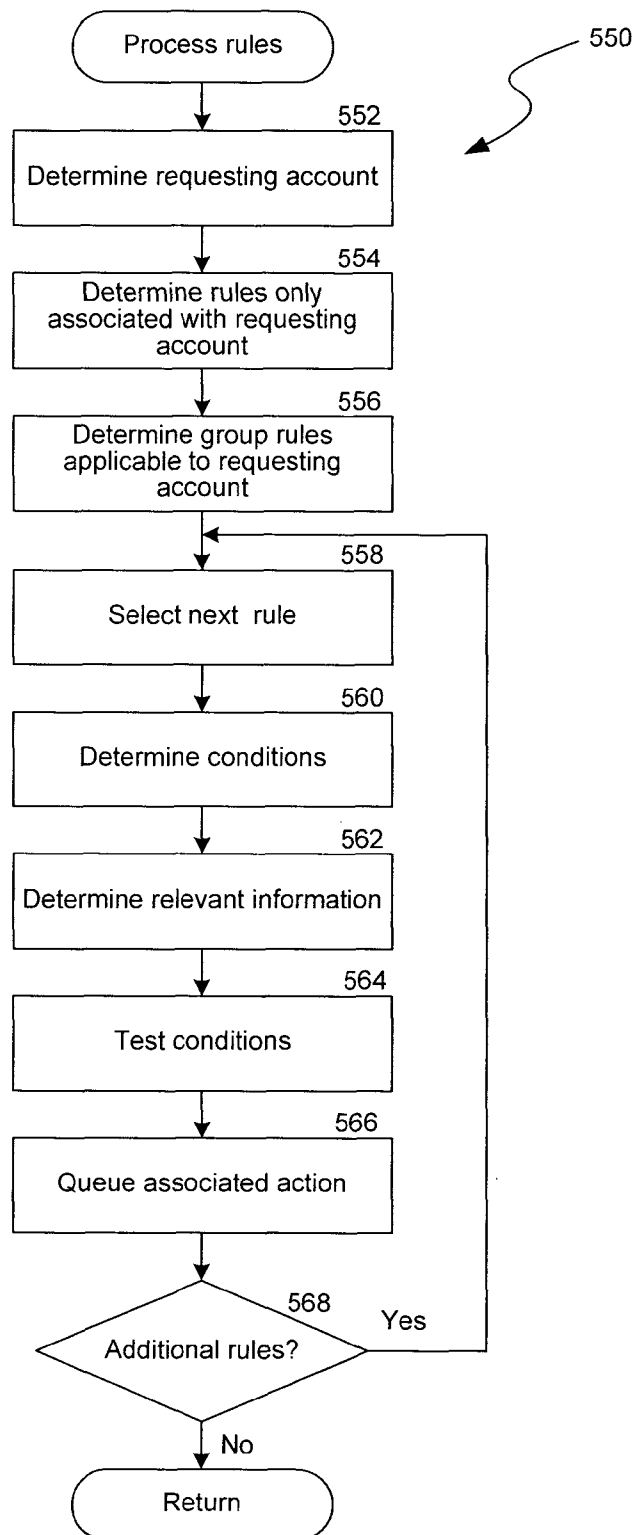 Process rules
550
552
Determine requesting account
554
Determine rules only
associated with requesting
account
556
Determine group rules
applicable to requesting
account
558
Select next rule
560
Determine conditions
562
Determine relevant information
564
Test conditions
566
Queue associated action
568
Additional rules?
Yes
No
Return